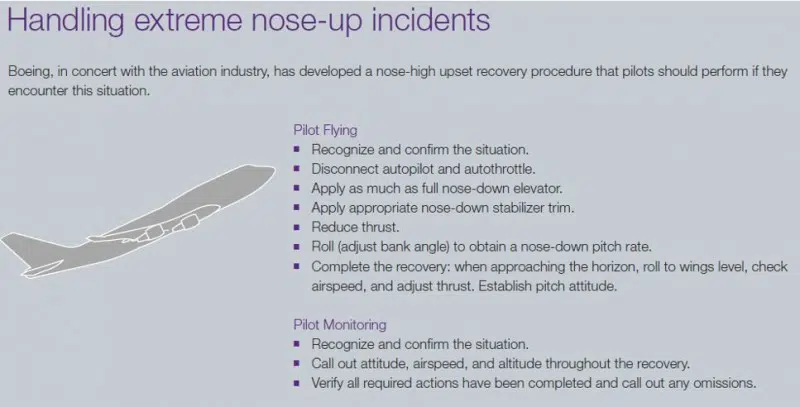 Handling extreme nose-up incidents
Boeing, in concert with the aviation industry, has developed a nose-high upset recovery procedure that pilots should perform if they
encounter this situation.
Pilot Flying
■ Recognize and confirm the situation.
■ Disconnect autopilot and autothrottle.
■ Apply as much as full nose-down elevator.
■ Apply appropriate nose-down stabilizer trim.
■ Reduce thrust.
■ Roll (adjust bank angle) to obtain a nose-down pitch rate.
■ Complete the recovery: when approaching the horizon, roll to wings level, check
airspeed, and adjust thrust. Establish pitch attitude.
Pilot Monitoring
■ Recognize and confirm the situation.
■ Call out attitude, airspeed, and altitude throughout the recovery.
■ Verify all required actions have been completed and call out any omissions.